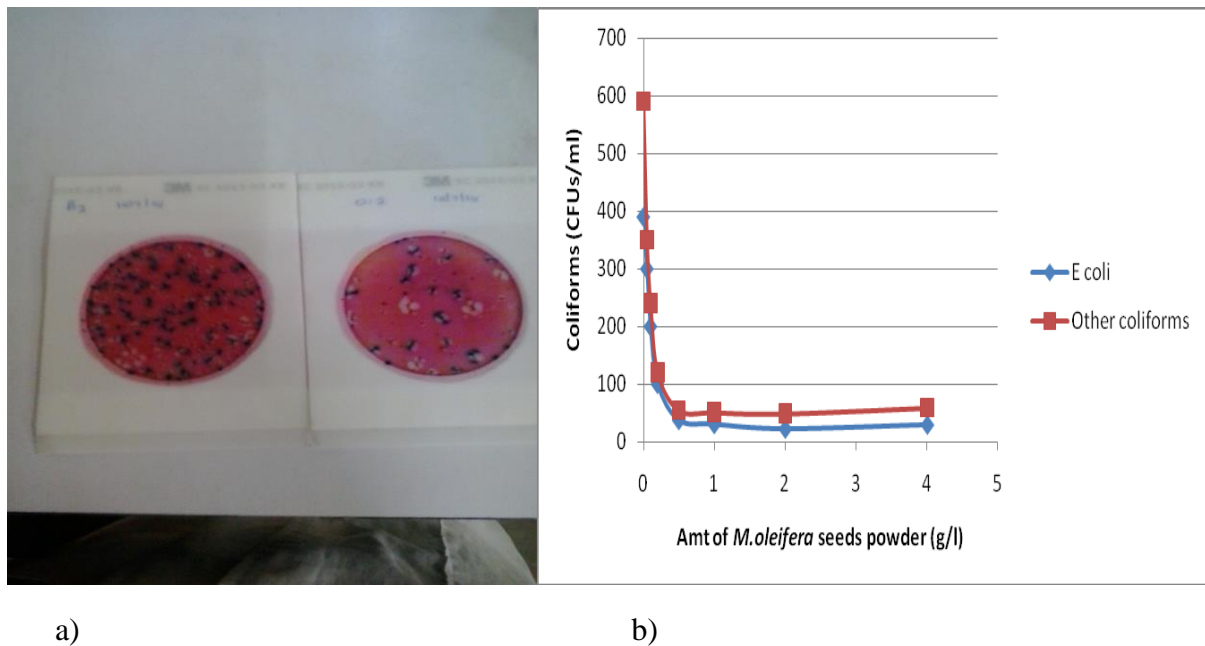 700
600
500
400
300
200
100
0
Coliforms (CFUs/ml)
0 1 2 3 4 5
Amt of M.oleifera seeds powder (g/l)
E coli
Other coliforms
a) b)